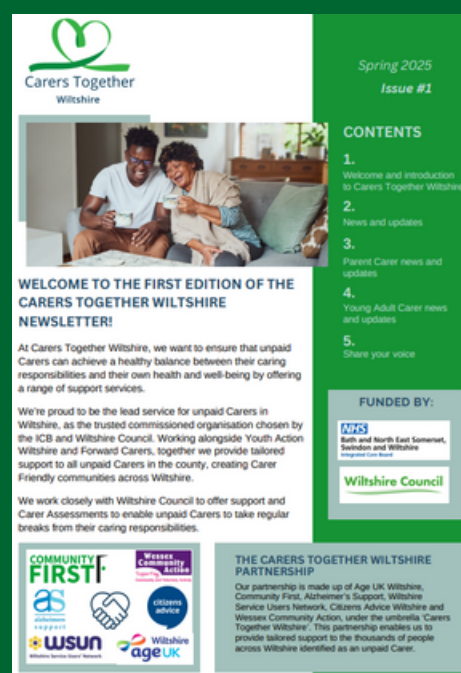 Carers Together
Wiltshire
Spring 2025
Issue #1
CONTENTS
1.
Welcome and introduction
to Carers Together Wiltshire
2.
News and updates
3.
Parent Carer news and
updates
4.
Young Adult Carer news
and updates
5.
Share your voice
WELCOME TO THE FIRST EDITION OF THE
CARERS TOGETHER WILTSHIRE
NEWSLETTER!
At Carers Together Wiltshire, we want to ensure that unpaid
Carers can achieve a healthy balance between their caring
responsibilities and their own health and well-being by offering
a range of support services.
We're proud to be the lead service for unpaid Carers in
Wiltshire, as the trusted commissioned organisation chosen by
the ICB and Wiltshire Council. Working alongside Youth Action
Wiltshire and Forward Carers, together we provide tailored
support to all unpaid Carers in the county, creating Carer
Friendly communities across Wiltshire.
We work closely with Wiltshire Council to offer support and
Carer Assessments to enable unpaid Carers to take regular
breaks from their caring responsibilities.
FUNDED BY:
NHS
Bath and North East Somerset,
Swindon and Wiltshire
Integrated Care Board
Wiltshire Council
COMMUNITY
FIRST
Wessex
Community
Action
as
alzheimers
support
citizens
advice
WSUN
Wiltshire Service Users' Network
Wiltshire
age UK
THE CARERS TOGETHER WILTSHIRE
PARTNERSHIP
Our partnership is made up of Age UK Wiltshire,
Community First, Alzheimer's Support, Wiltshire
Service Users Network, Citizens Advice Wiltshire and
Wessex Community Action, under the umbrella 'Carers
Together Wiltshire'. This partnership enables us to
provide tailored support to the thousands of people
across Wiltshire identified as an unpaid Carer.